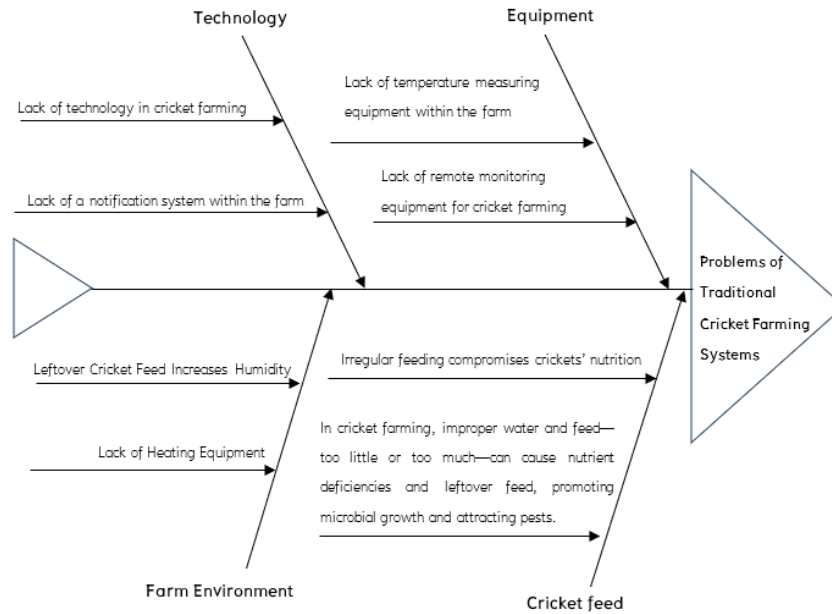 Technology
Equipment
Lack of technology in cricket farming
Lack of a notification system within the farm
Lack of temperature measuring
equipment within the farm
Lack of remote monitoring
equipment for cricket farming
Problems of
Traditional
Cricket Farming
Systems
Leftover Cricket Feed Increases Humidity
Lack of Heating Equipment
Irregular feeding compromises crickets’ nutrition
In cricket farming, improper water and feed—
too little or too much—can cause nutrient
deficiencies and leftover feed, promoting
microbial growth and attracting pests.
Farm Environment
Cricket feed